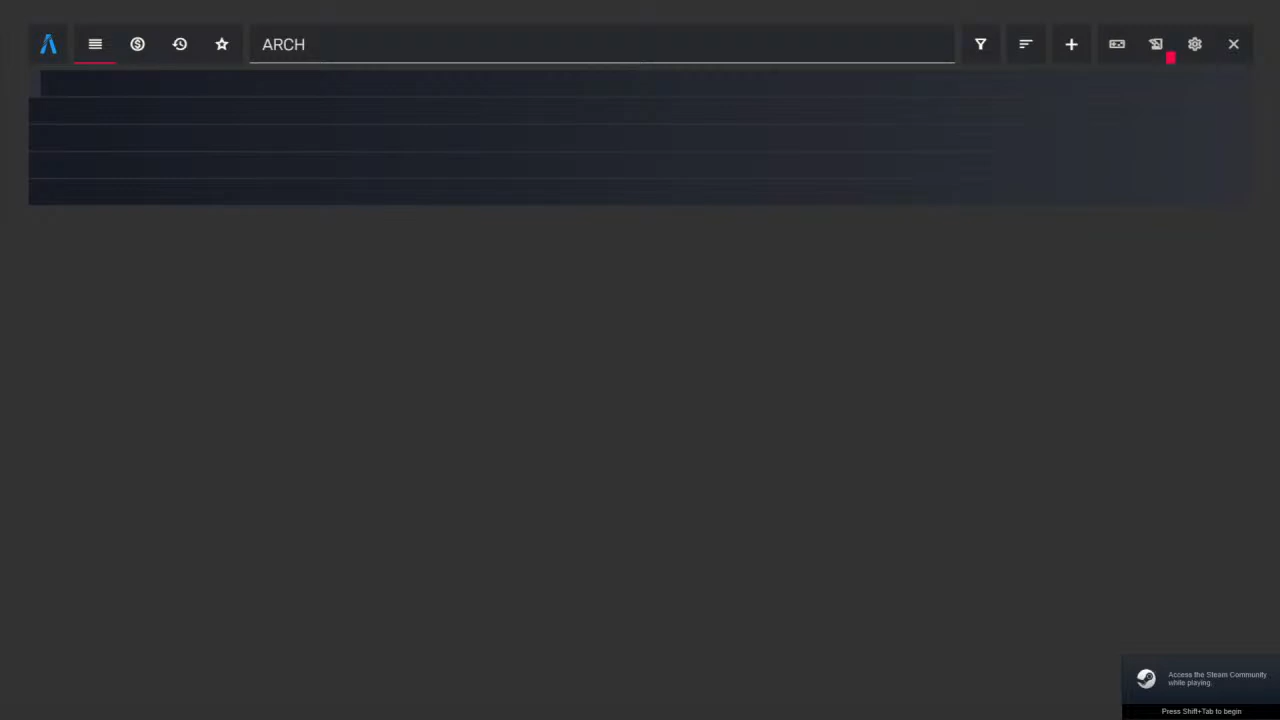 ARCH
Access the Steam Community
while playing.
Press Shift+Tab to begin